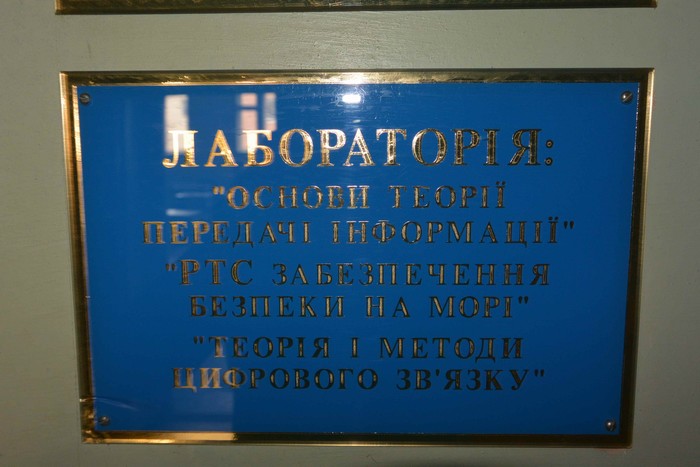 ЛАБОРАТОРІЯ:
"ОСНОВИ ТЕОРІЇ
ПЕРЕДАЧІ ІНФОРМАЦІЇ"
"РТС ЗАБЕЗПЕЧЕННЯ
БЕЗПЕКИ НА МОРІ"
"ТЕОРІЯ І МЕТОДИ
ЦИФРОВОГО ЗВ'ЯЗКУ"